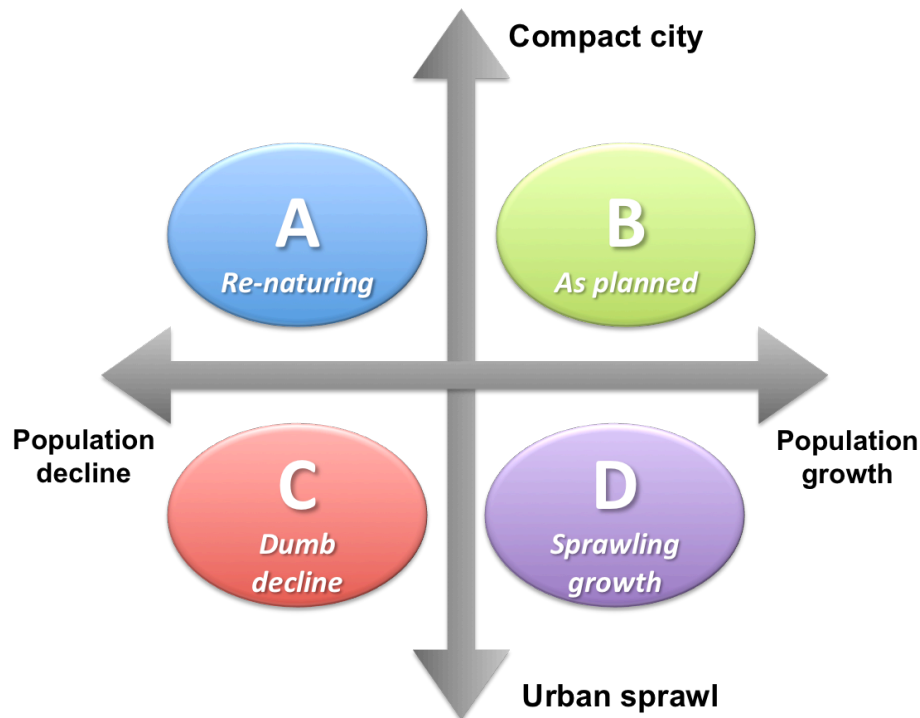 Compact city
A
Re-naturing
B
As planned
Population
decline
Population
growth
C
Dumb
decline
D
Sprawling
growth
Urban sprawl